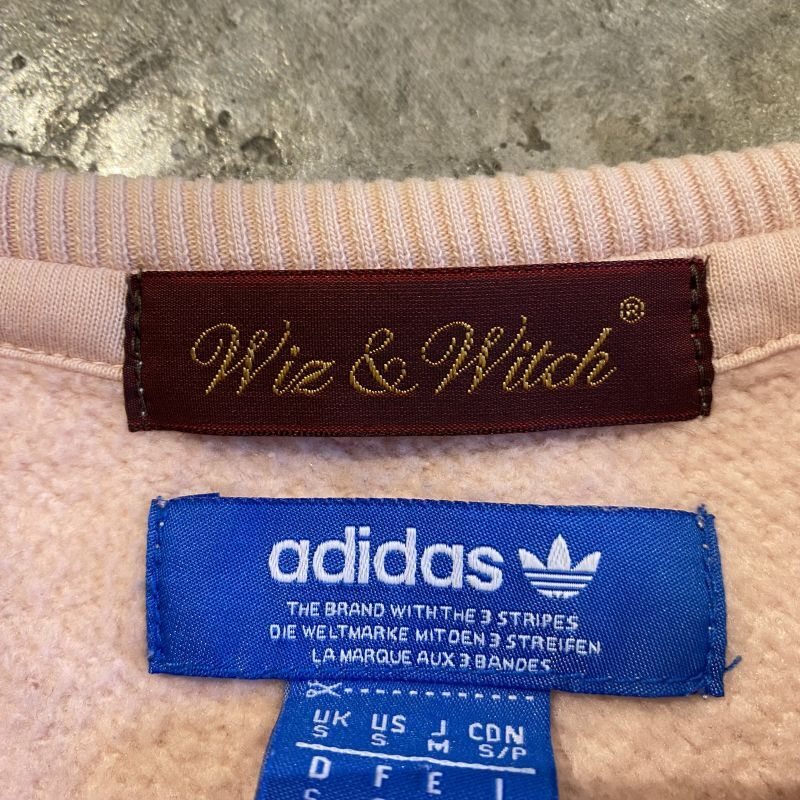 Wiz & Witch ®
adidas
THE BRAND WITH THE 3 STRIPES
DIE WELTMARKE MIT DEN 3 STREIFEN
LA MARQUE AUX 3 BANDES
UK US J CDN
S S M S/P
D F E I